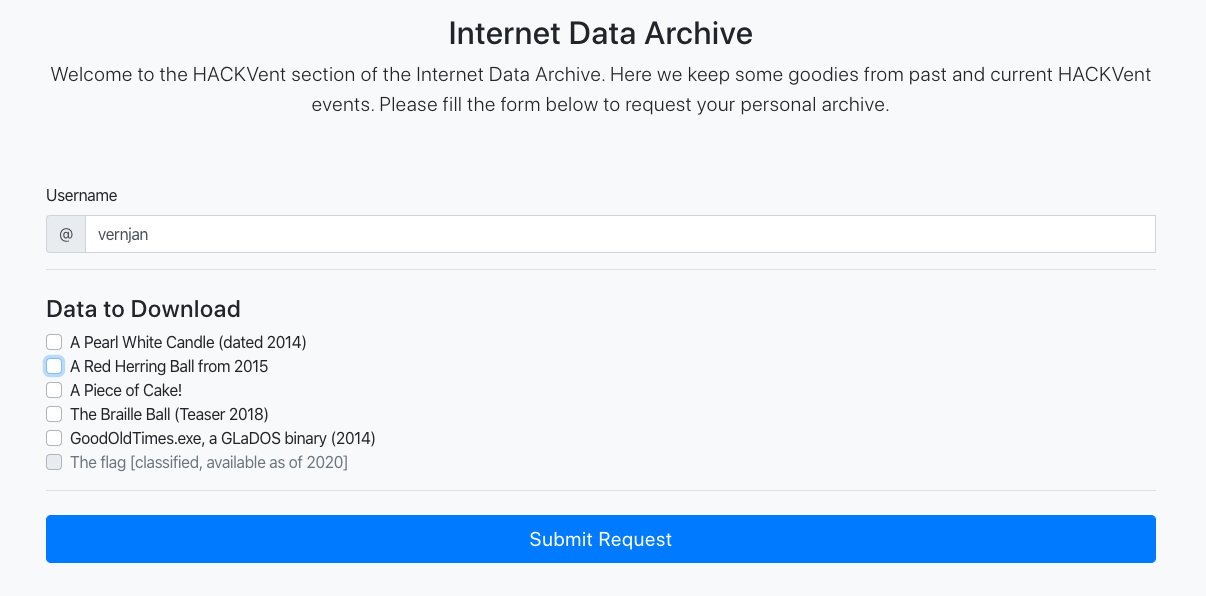 Internet Data Archive
Welcome to the HACKVent section of the Internet Data Archive. Here we keep some goodies from past and current HACKVent
events. Please fill the form below to request your personal archive.
Username
@ vernjan
Data to Download
A Pearl White Candle (dated 2014)
A Red Herring Ball from 2015
A Piece of Cake!
The Braille Ball (Teaser 2018)
GoodOldTimes.exe, a GLaDOS binary (2014)
The flag [classified, available as of 2020]
Submit Request